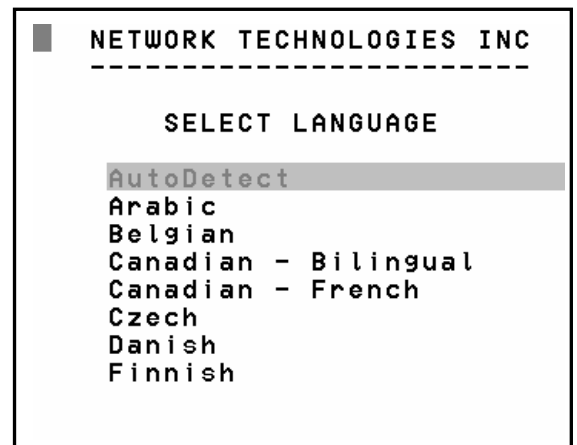 NETWORK TECHNOLOGIES INC
------------------------
SELECT LANGUAGE
AutoDetect
Arabic
Belgian
Canadian - Bilingual
Canadian - French
Czech
Danish
Finnish